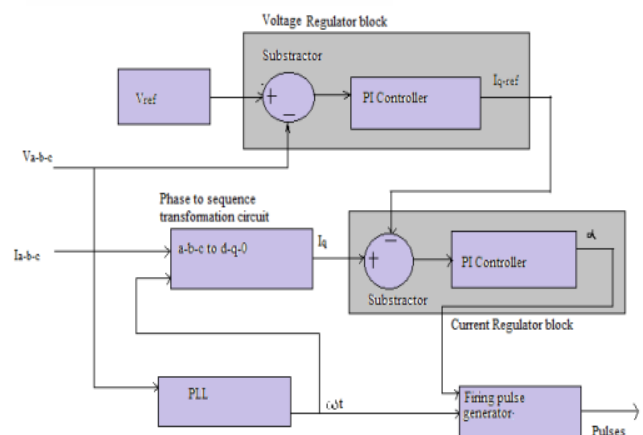 Voltage Regulator block
Substractor
Vref
+
−
PI Controller
Iq-ref
Va-b-c
Phase to sequence
transformation circuit
Ia-b-c
a-b-c to d-q-0
Iq
−
+
Substractor
PI Controller
Current Regulator block
PLL
ωt
Firing pulse
generator-
Pulses